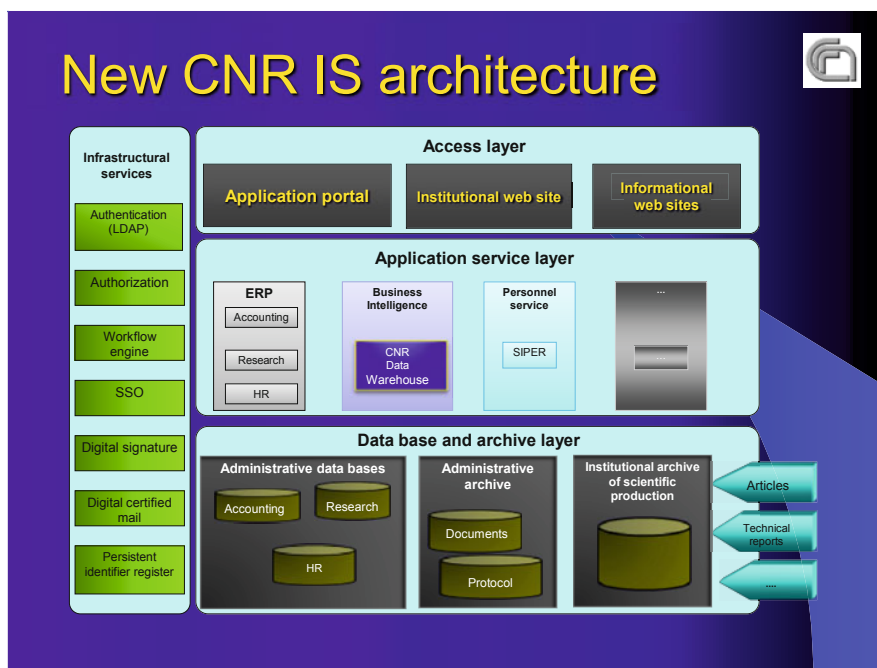 New CNR IS architecture
Infrastructural
services
Authentication
(LDAP)
Authorization
Workflow
engine
SSO
Digital signature
Digital certified
mail
Persistent
identifier register
Access layer
Application portal
Institutional web site
Informational
web sites
Application service layer
ERP
Accounting
Research
HR
Business
Intelligence
CNR
Data
Warehouse
Personnel
service
SIPER
...
...
Data base and archive layer
Administrative data bases
Accounting
Research
HR
Administrative
archive
Documents
Protocol
Institutional archive
of scientific
production
Articles
Technical
reports
....